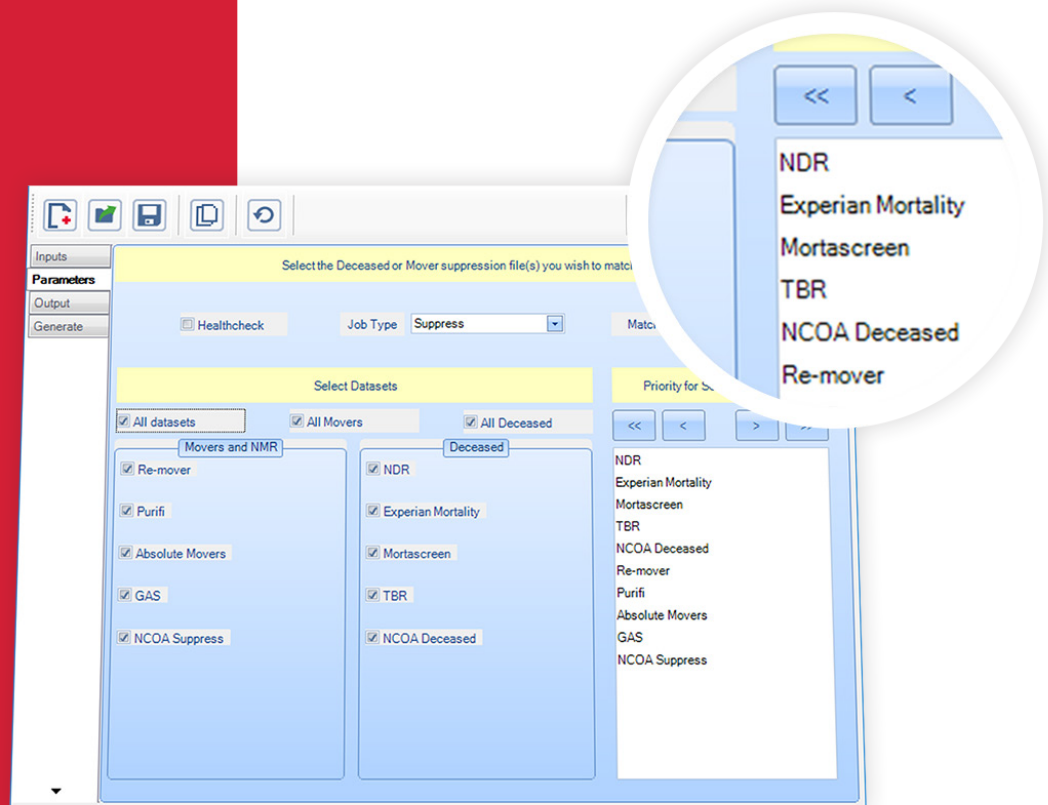 << <
NDR
Experian Mortality
Mortascreen
TBR
NCOA Deceased
Re-mover
Inputs
Parameters
Output
Generate
Select the Deceased or Mover suppression file(s) you wish to
Healthcheck Job Type Suppress
Select Datasets
Priority for
All datasets All Movers All Deceased
<< < > >>
Movers and NMR
Re-mover
Purifi
Absolute Movers
GAS
NCOA Suppress
Deceased
NDR
Experian Mortality
Mortascreen
TBR
NCOA Deceased
NDR
Experian Mortality
Mortascreen
TBR
NCOA Deceased
Re-mover
Purifi
Absolute Movers
GAS
NCOA Suppress